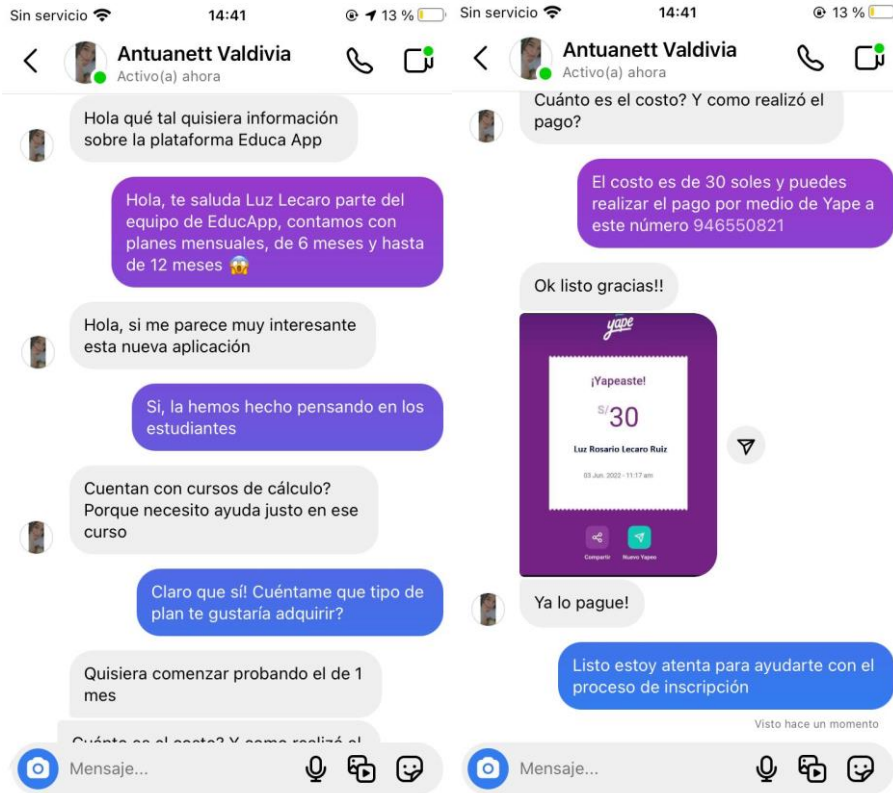 Sin servicio 14:41 13 %
Antuanett Valdivia
Activo(a) ahora
Hola qué tal quisiera información
sobre la plataforma Educa App
Hola, te saluda Luz Lecaro parte del
equipo de EducApp, contamos con
planes mensuales, de 6 meses y hasta
de 12 meses 😱
Hola, si me parece muy interesante
esta nueva aplicación
Si, la hemos hecho pensando en los
estudiantes
Cuentan con cursos de cálculo?
Porque necesito ayuda justo en ese
curso
Claro que sí! Cuéntame que tipo de
plan te gustaría adquirir?
Quisiera comenzar probando el de 1
mes
Cuánto es el costo? Y como realizó el
Mensaje...
Sin servicio 14:41 13 %
Antuanett Valdivia
Activo(a) ahora
Cuánto es el costo? Y como realizó el
pago?
El costo es de 30 soles y puedes
realizar el pago por medio de Yape a
este número 946550821
Ok listo gracias!!
yape
¡Yapeaste!
S/30
Luz Rosario Lecaro Ruiz
03 Jun. 2022 - 11:17 am
Compartir Nuevo Yapeo
Ya lo pague!
Listo estoy atenta para ayudarte con el
proceso de inscripción
Visto hace un momento
Mensaje...